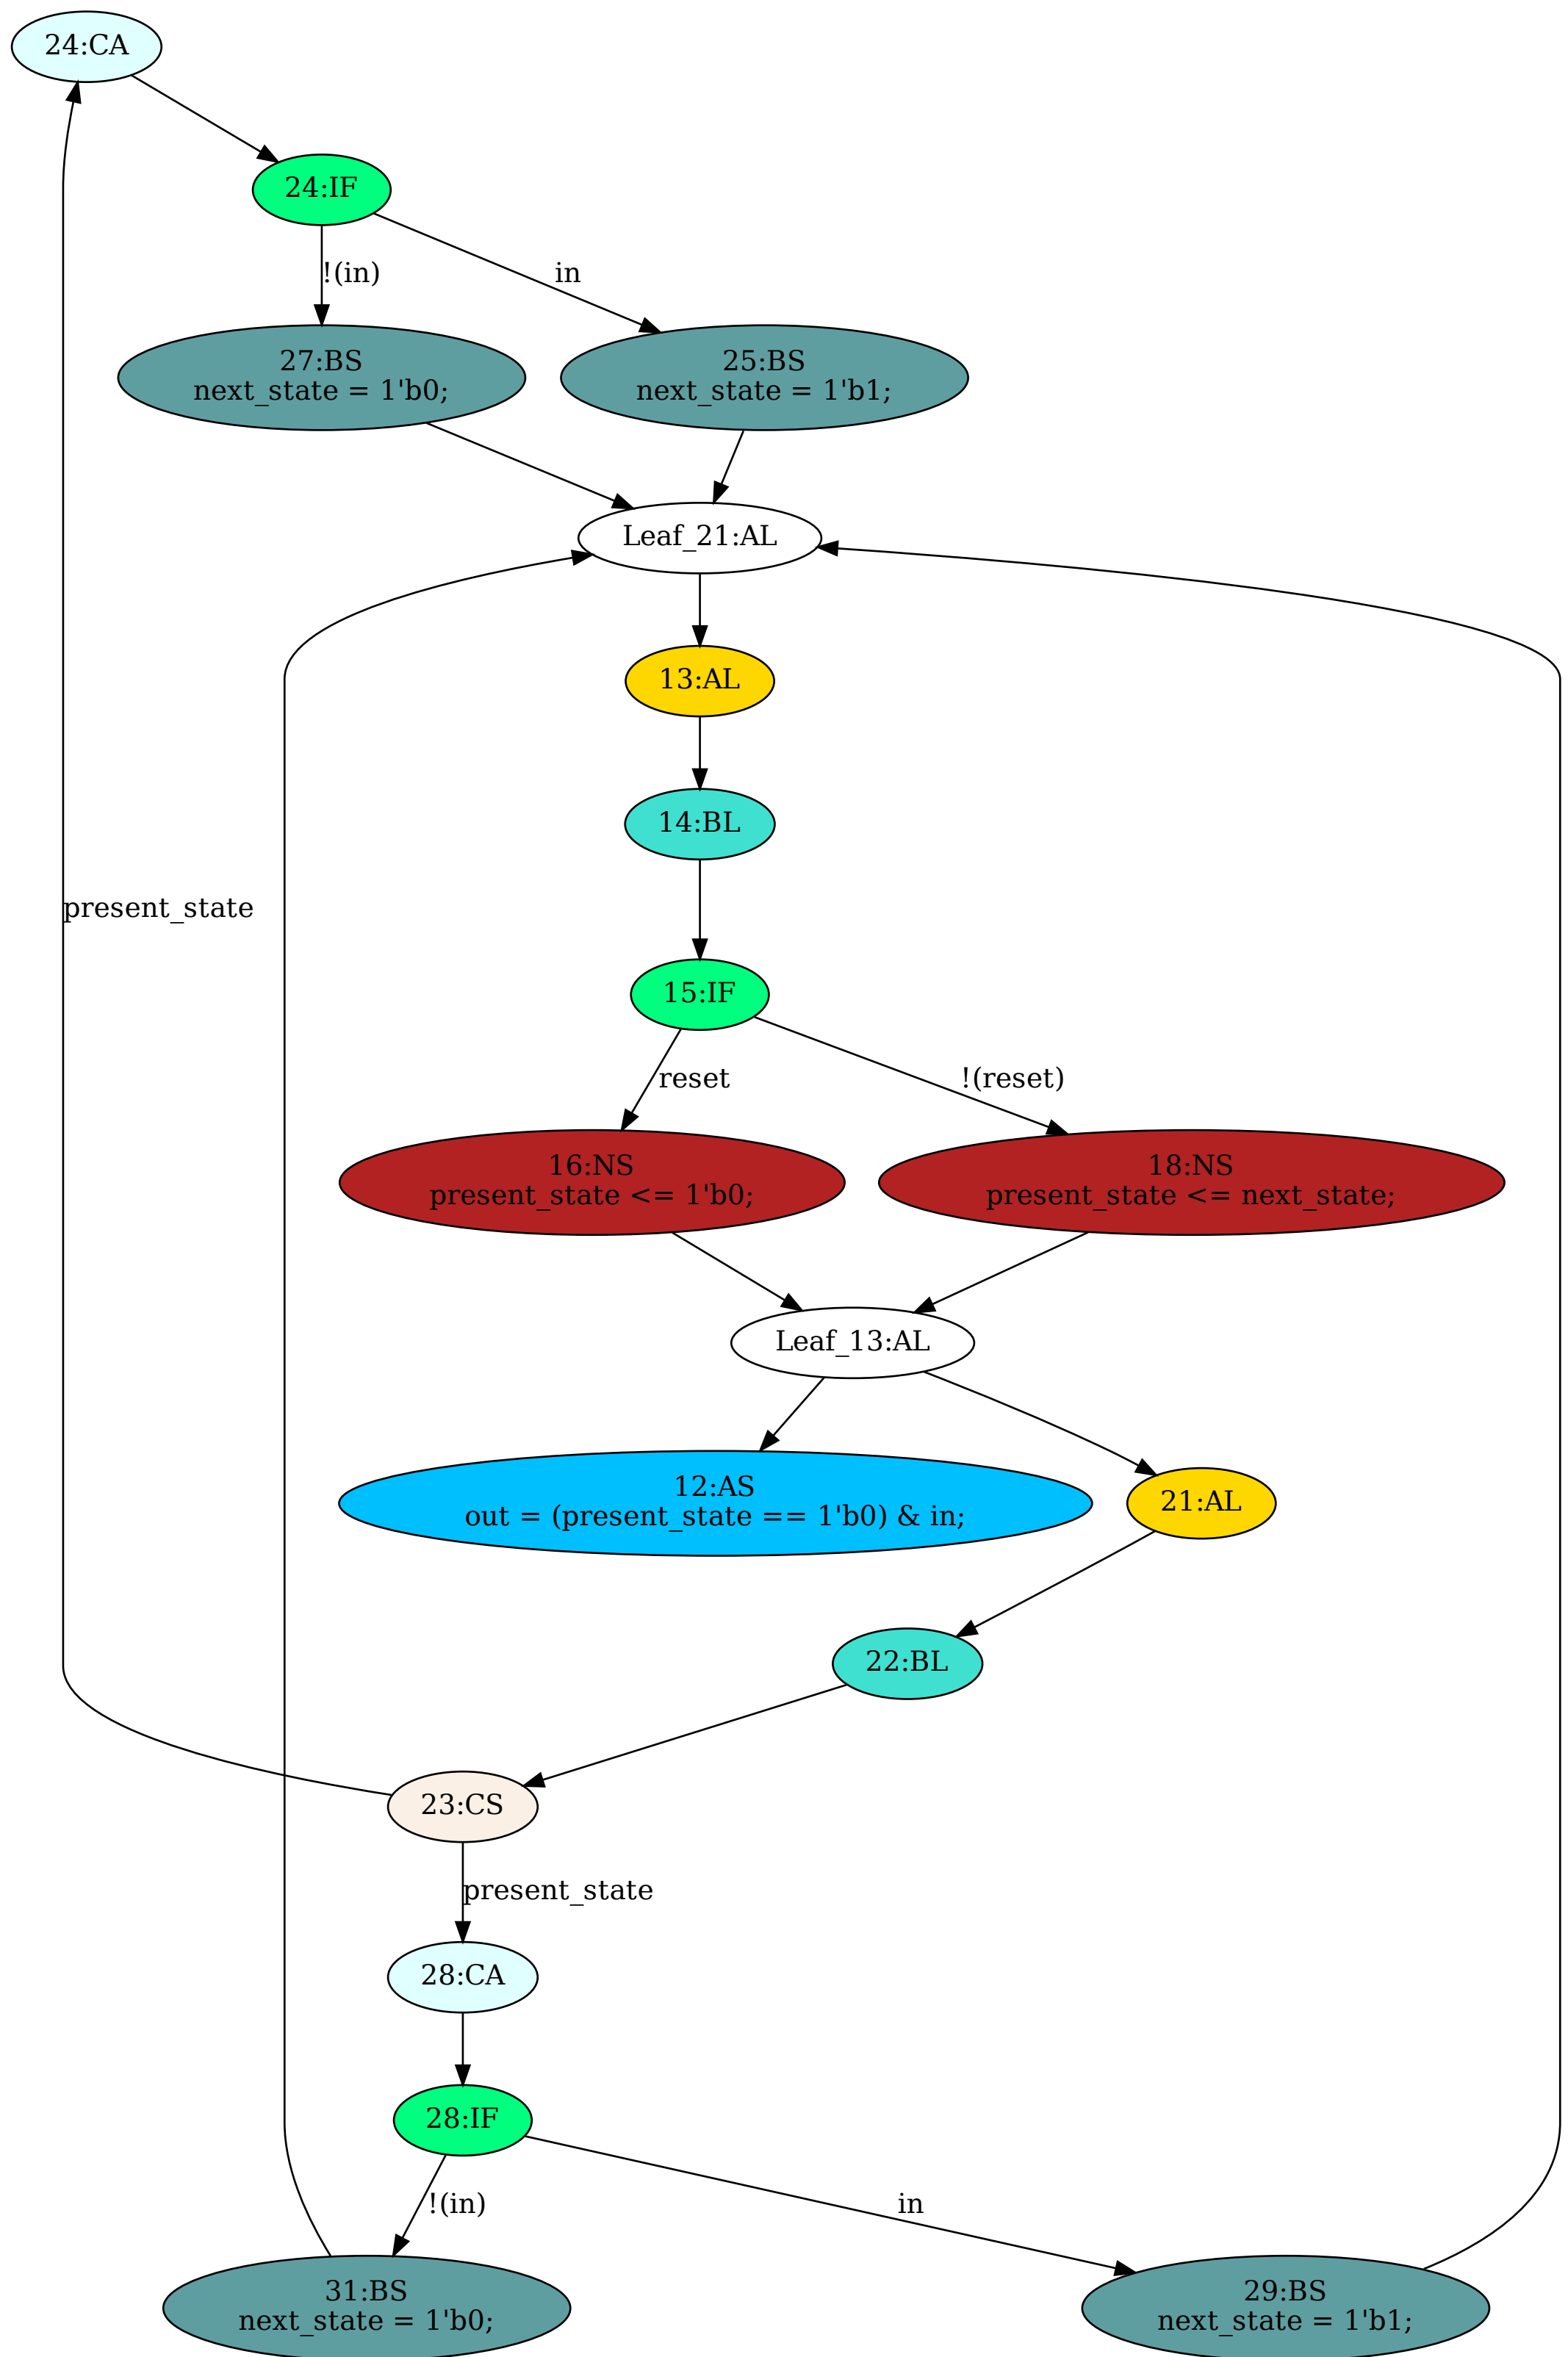 24:CA
24:IF
!(in)
in
27:BS
next_state = 1'b0;
25:BS
next_state = 1'b1;
Leaf_21:AL
13:AL
14:BL
present_state
15:IF
reset
!(reset)
16:NS
present_state <= 1'b0;
18:NS
present_state <= next_state;
Leaf_13:AL
12:AS
out = (present_state == 1'b0) & in;
21:AL
22:BL
23:CS
present_state
28:CA
28:IF
!(in)
in
31:BS
next_state = 1'b0;
29:BS
next_state = 1'b1;